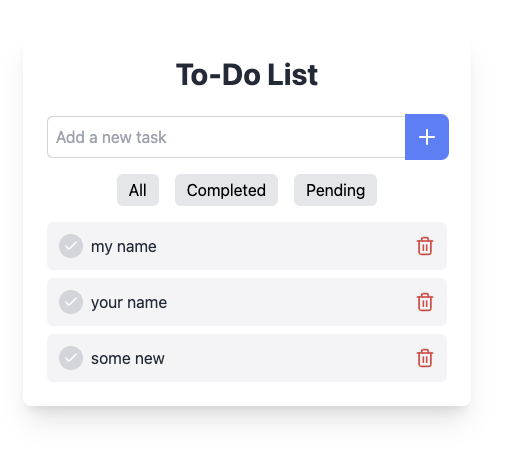 To-Do List
Add a new task
All Completed Pending
my name
your name
some new